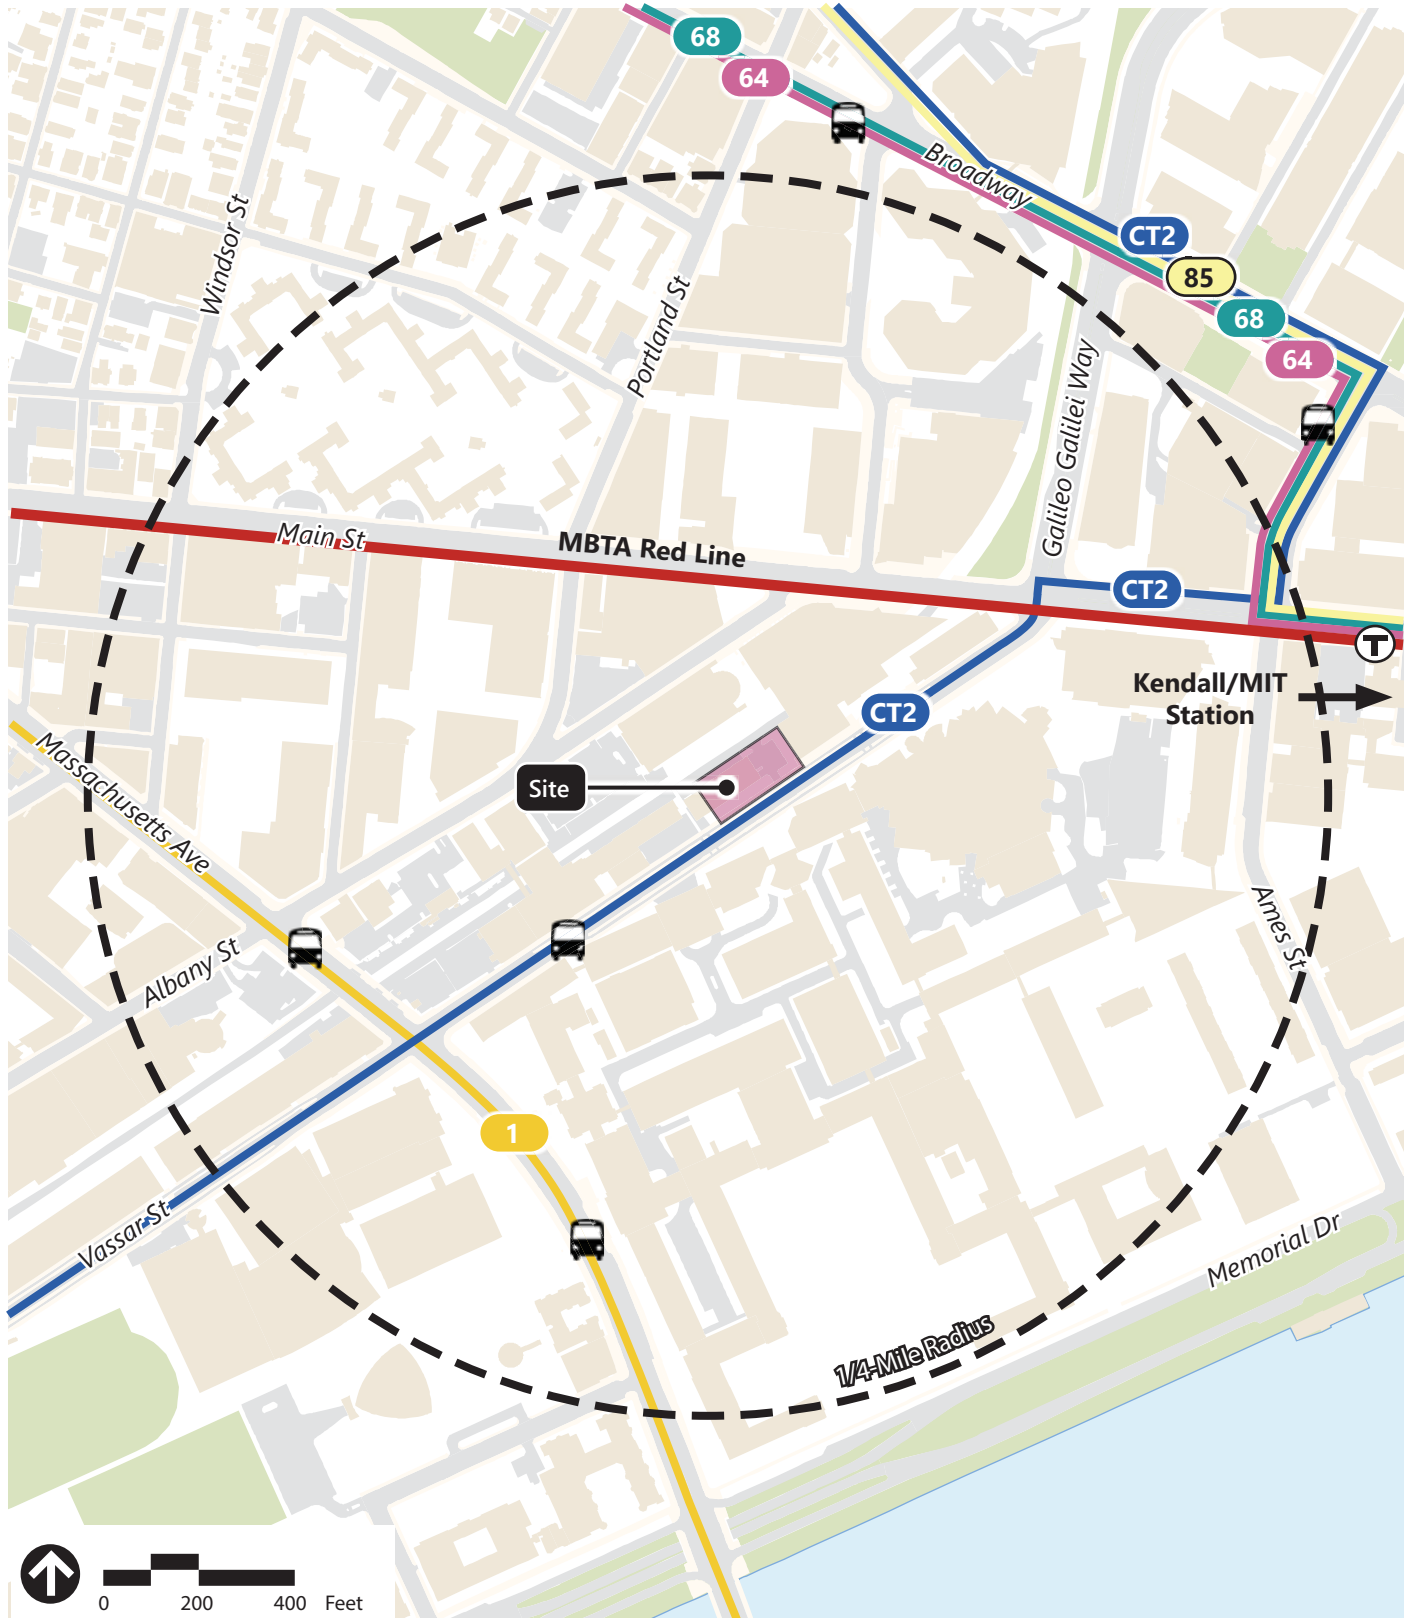 68
64
Broadway
CT2
85
68
64
Windsor St
Portland St
Galileo Galilei Way
Main St
MBTA Red Line
CT2
T
Kendall/MIT
Station
CT2
Massachusetts Ave
Site
Ames St
Albany St
1
Vassar St
Memorial Dr
1/4-Mile Radius
0 200 400 Feet